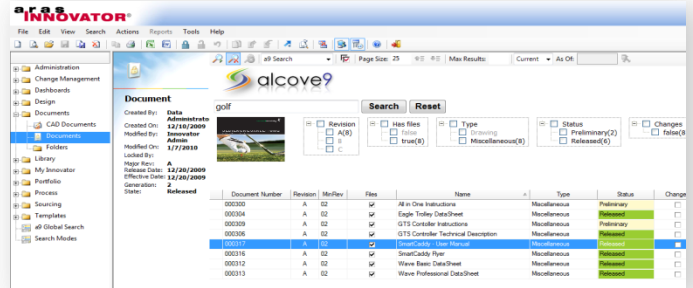 aras
INNOVATOR®
File Edit View Search Actions Reports Tools Help
a9 Search Page Size: 25 Max Results: Current As Of:
Administration
Change Management
Dashboards
Design
Documents
CAD Documents
Documents
Folders
Library
My Innovator
Portfolio
Process
Sourcing
Templates
a9 Global Search
Search Modes
Document
Created By: Data
Administrato
Created On: 12/10/2009
Modified By: Innovator
Admin
Modified On: 1/7/2010
Locked By:
Major Rev: A
Release Date: 12/20/2009
Effective Date: 12/20/2009
Generation: 2
State: Released
alcove9
golf Search Reset
Revision
A(8)
B
C
Has files
false
true(8)
Type
Drawing
Miscellaneous(8)
Status
Preliminary(2)
Released(6)
Changes
false(8
Document Number Revision MinRev Files Name Type Status Change
000300 A 02 All in One Instructions Miscellaneous Preliminary
000304 A 02 Eagle Trolley DataSheet Miscellaneous Released
000309 A 02 GTS Controller Instructions Miscellaneous Preliminary
000306 A 02 GTS Controller Technical Description Miscellaneous Released
000317 A 02 SmartCaddy - User Manual Miscellaneous Released
000316 A 02 SmartCaddy Flyer Miscellaneous Released
000312 A 02 Wave Basic DataSheet Miscellaneous Released
000313 A 02 Wave Professional DataSheet Miscellaneous Released